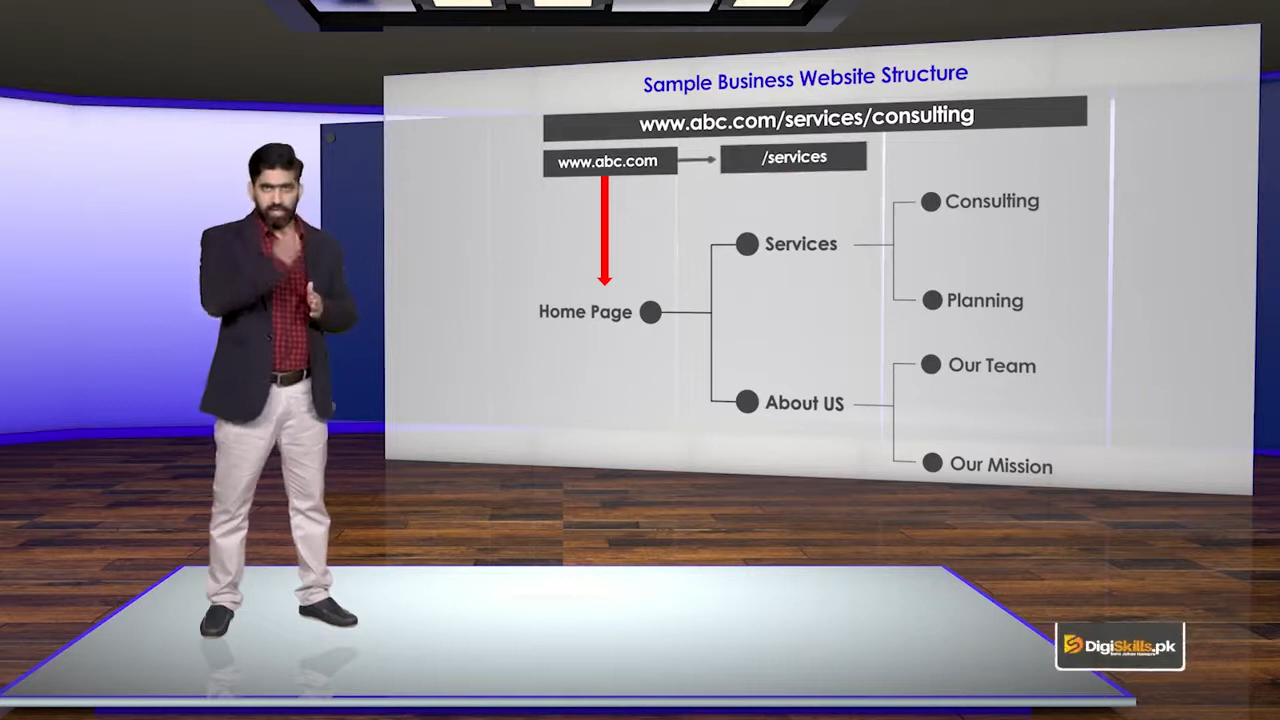 Sample Business Website Structure
www.abc.com/services/consulting
www.abc.com
/services
Consulting
Services
Planning
Home Page
Our Team
About US
Our Mission
DigiSkills.pk